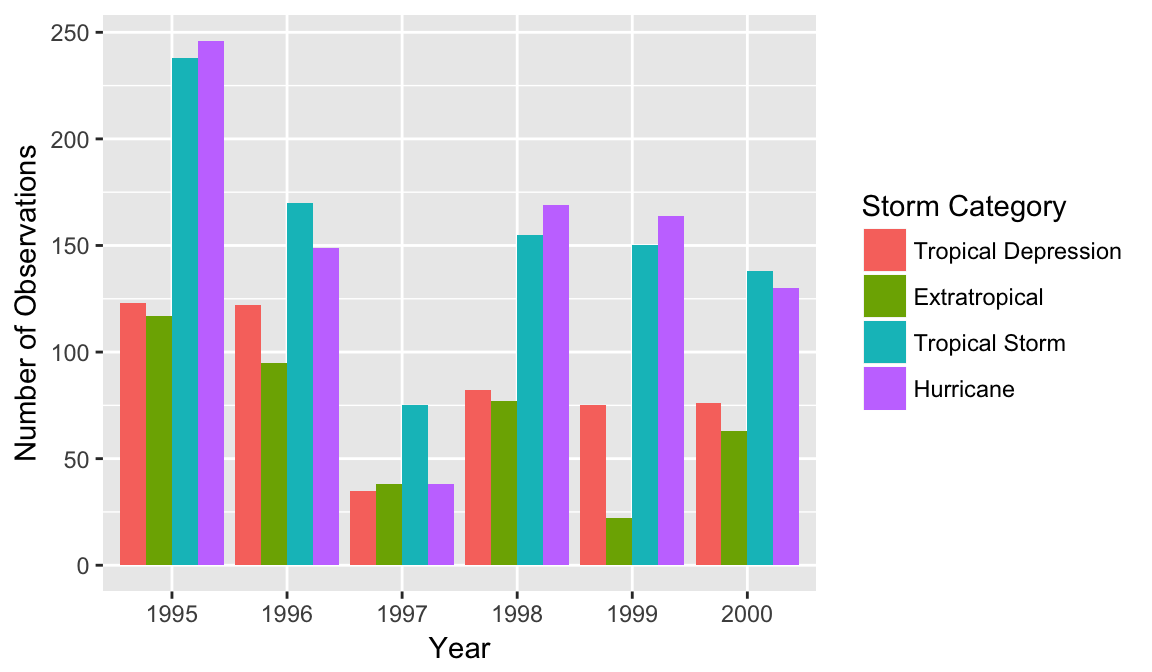 Number of Observations
250
200
150
100
50
0
1995 1996 1997 1998 1999 2000
Year
Storm Category
Tropical Depression
Extratropical
Tropical Storm
Hurricane